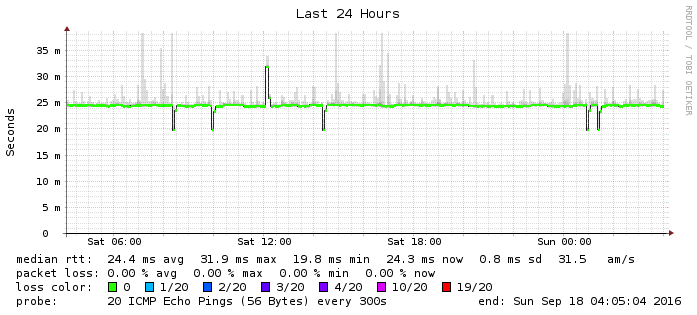 Last 24 Hours
RRDTOOL / TOBI OETIKER
Seconds
35 m
30 m
25 m
20 m
15 m
10 m
5 m
0
Sat 06:00 Sat 12:00 Sat 18:00 Sun 00:00
median rtt: 24.4 ms avg 31.9 ms max 19.8 ms min 24.3 ms now 0.8 ms sd 31.5 am/s
packet loss: 0.00 % avg 0.00 % max 0.00 % min 0.00 % now
loss color: 0 1/20 2/20 3/20 4/20 10/20 19/20
probe: 20 ICMP Echo Pings (56 Bytes) every 300s end: Sun Sep 18 04:05:04 2016